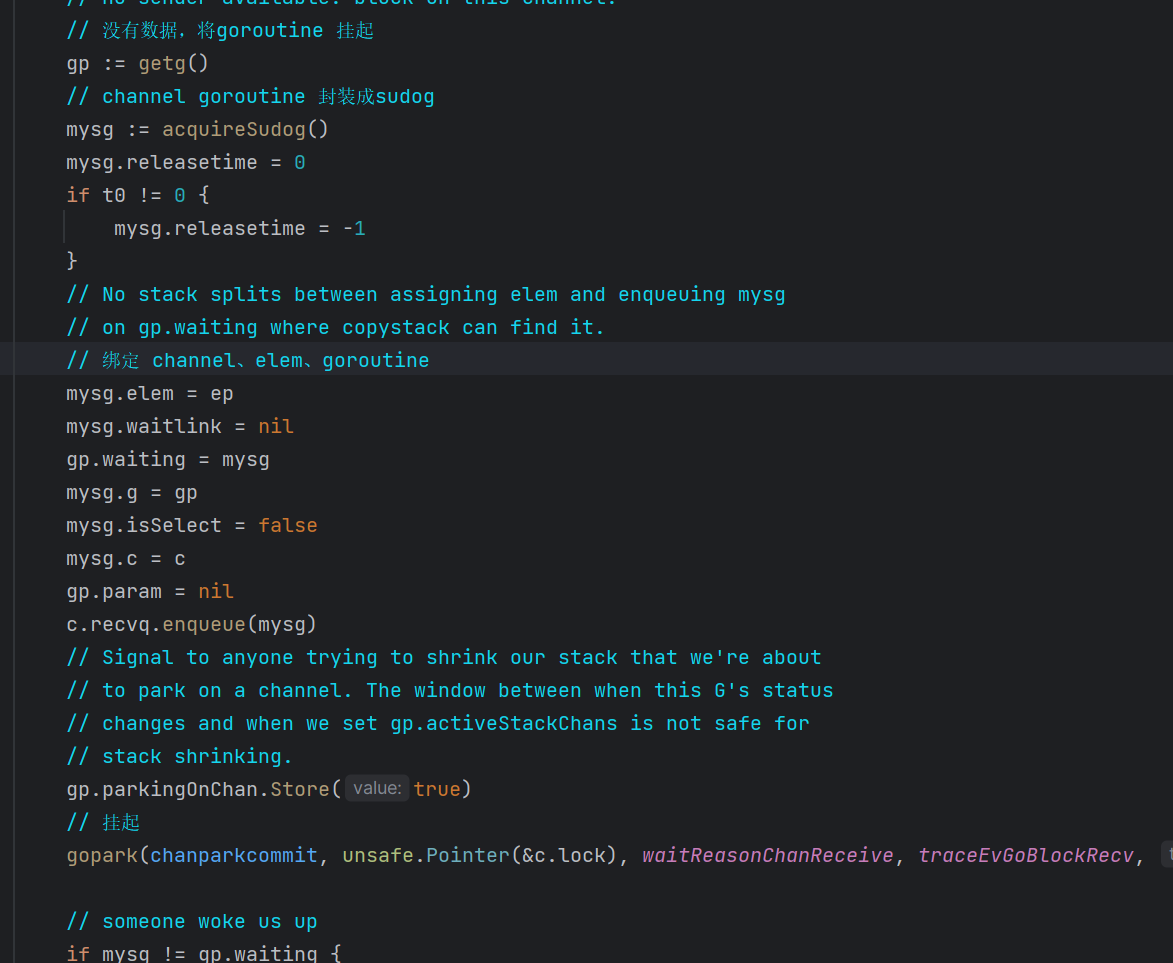 // No sender available: block on this channel.
// 没有数据，将goroutine 挂起
gp := getg()
// channel goroutine 封装成sudog
mysg := acquireSudog()
mysg.releasetime = 0
if t0 != 0 {
    mysg.releasetime = -1
}
// No stack splits between assigning elem and enqueuing mysg
// on gp.waiting where copystack can find it.
// 绑定 channel、elem、goroutine
mysg.elem = ep
mysg.waitlink = nil
gp.waiting = mysg
mysg.g = gp
mysg.isSelect = false
mysg.c = c
gp.param = nil
c.recvq.enqueue(mysg)
// Signal to anyone trying to shrink our stack that we're about
// to park on a channel. The window between when this G's status
// changes and when we set gp.activeStackChans is not safe for
// stack shrinking.
gp.parkingOnChan.Store( value: true)
// 挂起
gopark(chanparkcommit, unsafe.Pointer(&c.lock), waitReasonChanReceive, traceEvGoBlockRecv,
// someone woke us up
if mysg != gp.waiting {